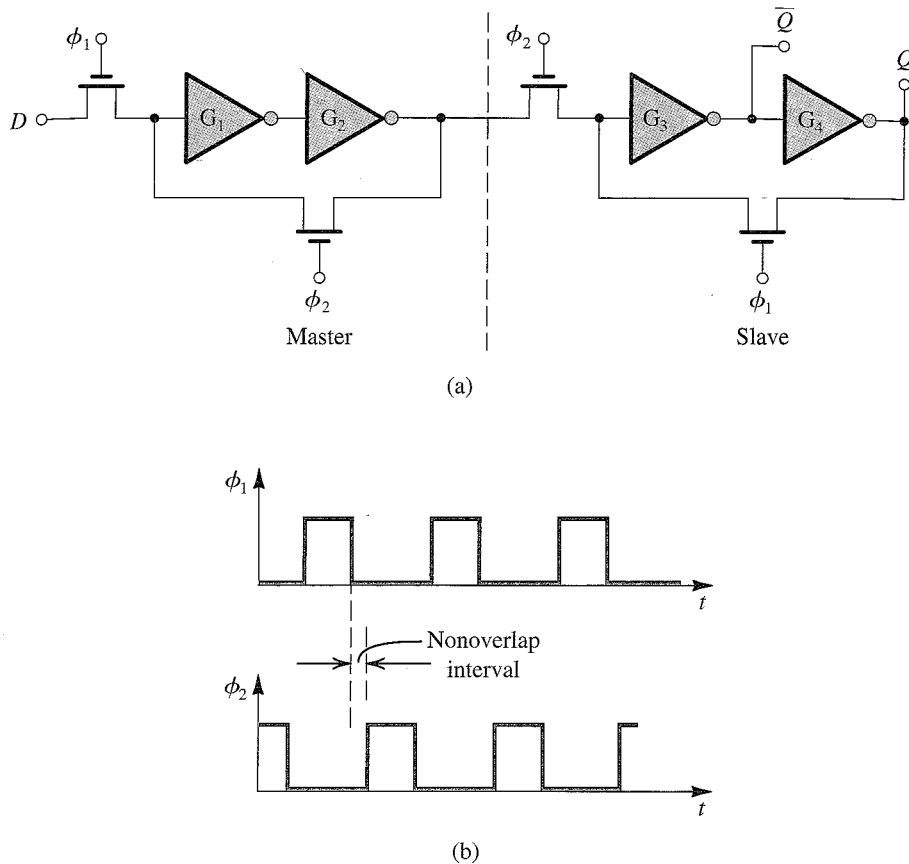 ϕ₁
ϕ₂
Q̅
Q
D
G₁
G₂
G₃
G₄
ϕ₂
ϕ₁
Master
Slave
(a)
ϕ₁
t
Nonoverlap
interval
ϕ₂
t
(b)